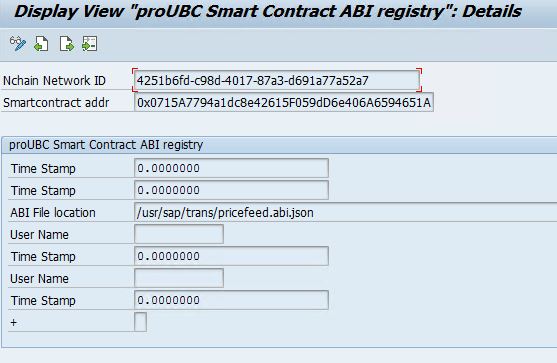 Display View "proUBC Smart Contract ABI registry": Details
Nchain Network ID 4251b6fd-c98d-4017-87a3-d691a77a52a7
Smartcontract addr 0x0715A7794a1dc8e42615F059dD6e406A6594651A
proUBC Smart Contract ABI registry
Time Stamp 0.0000000
Time Stamp 0.0000000
ABI File location /usr/sap/trans/pricefeed.abi.json
User Name
Time Stamp 0.0000000
User Name
Time Stamp 0.0000000
+